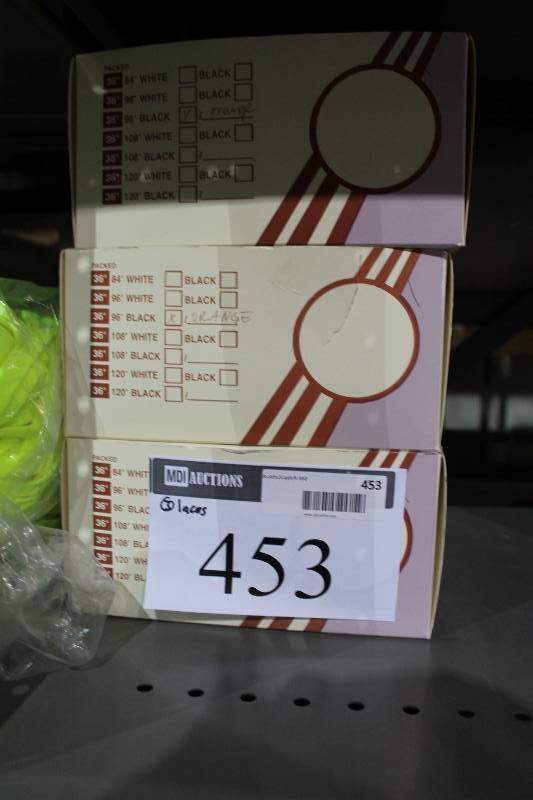 PACKED
36" 84" WHITE BLACK
36" 96" WHITE BLACK
36" 96" BLACK X ORANGE
36" 108" WHITE BLACK
36" 108" BLACK
36" 120" WHITE BLACK
36" 120" BLACK
PACKED
36" 84" WHITE BLACK
36" 96" WHITE BLACK
36" 96" BLACK X ORANGE
36" 108" WHITE BLACK
36" 108" BLACK
36" 120" WHITE BLACK
36" 120" BLACK
PACKED
36" 84" WHIT
36" 96" WHIT
36" 96" BLAC
36" 108" WHI
36" 108" BLA
36" 120" WH
120" BL
MDI AUCTIONS
453
laces
453